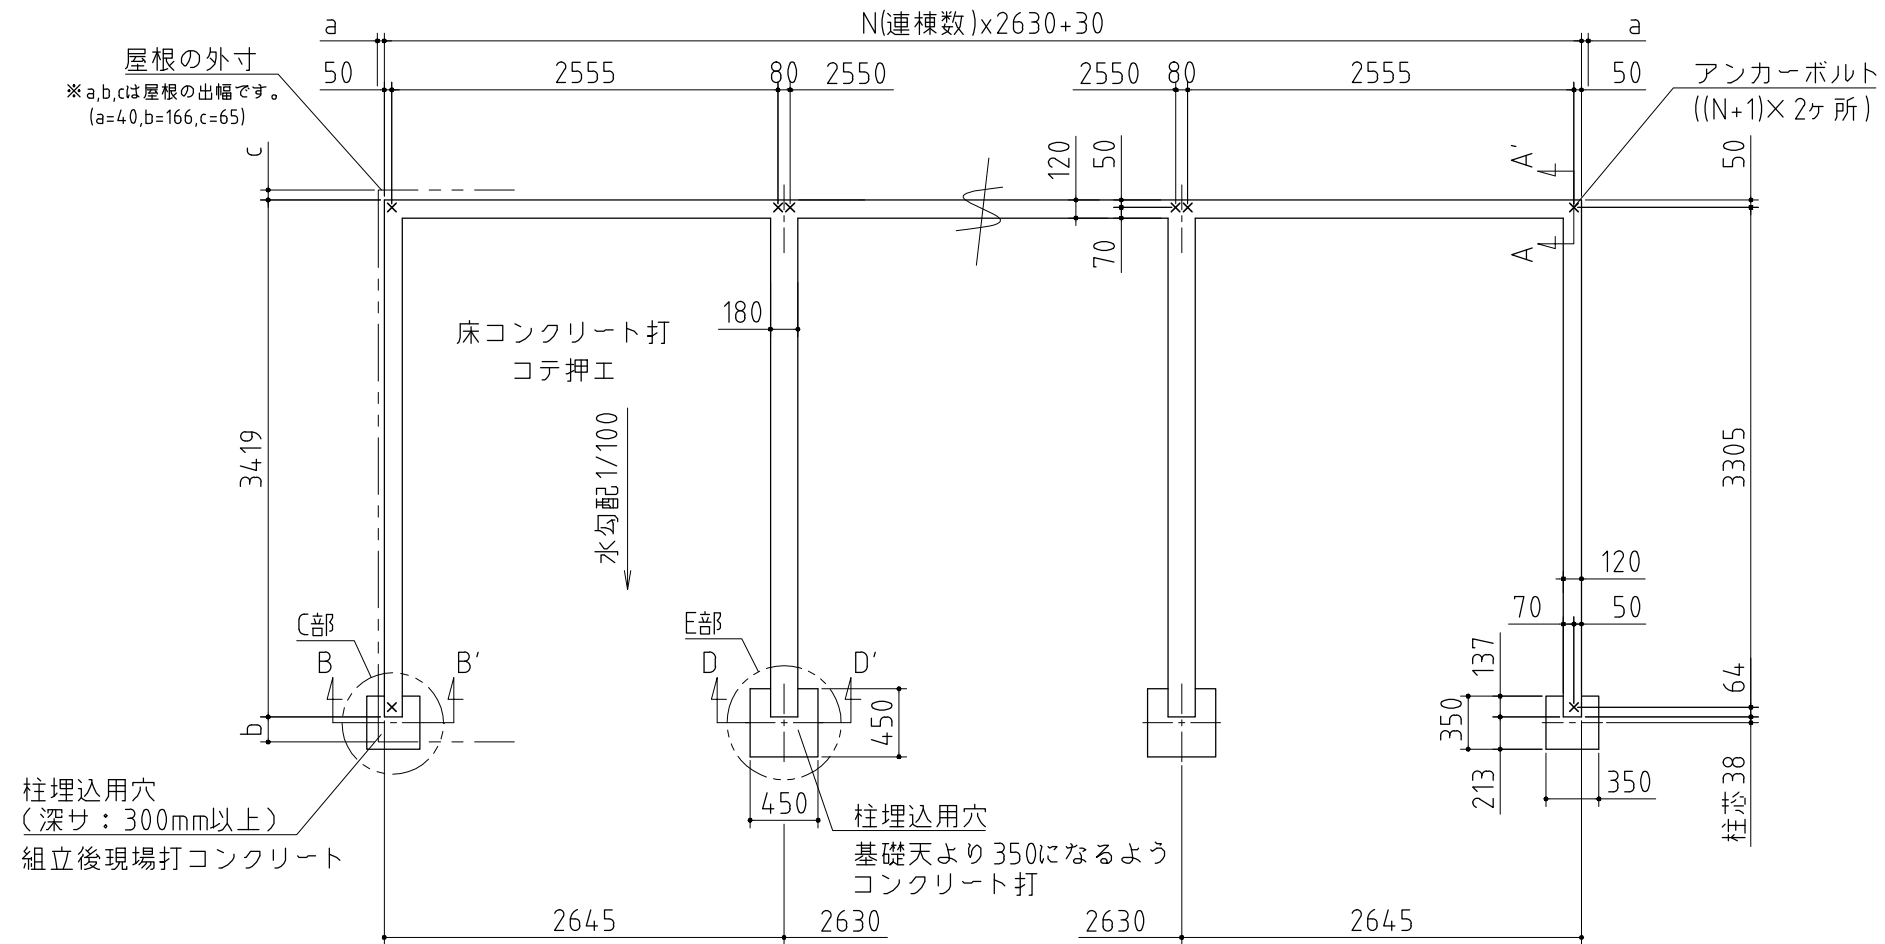 a
N(連棟数)x2630+30
a
屋根の外寸
※a,b,cは屋根の出幅です。
(a=40,b=166,c=65)
50
2555
80
2550
2550
80
2555
50
アンカーボルト
((N+1)×2ヶ所)
c
120
50
70
A'
A
50
180
床コンクリート打
コテ押エ
水勾配1/100
3419
3305
120
70
50
C部
B
B'
E部
D
D'
137
64
b
450
350
213
350
柱芯38
450
柱埋込用穴
(深サ：300mm以上)
組立後現場打コンクリート
柱埋込用穴
基礎天より350になるよう
コンクリート打
2645
2630
2630
2645